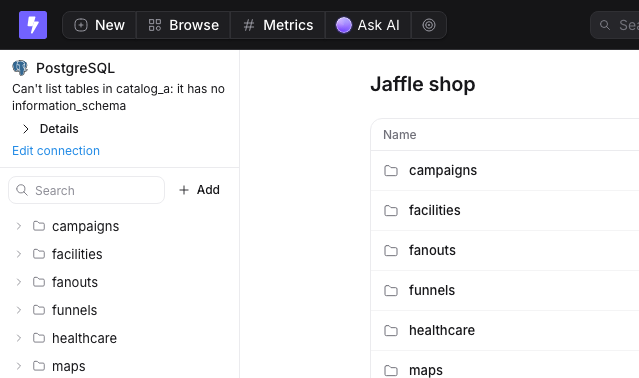 New
Browse
Metrics
Ask AI
PostgreSQL
Can't list tables in catalog_a: it has no
information_schema
Details
Edit connection
Search
Add
campaigns
facilities
fanouts
funnels
healthcare
maps
Jaffle shop
Name
campaigns
facilities
fanouts
funnels
healthcare
maps